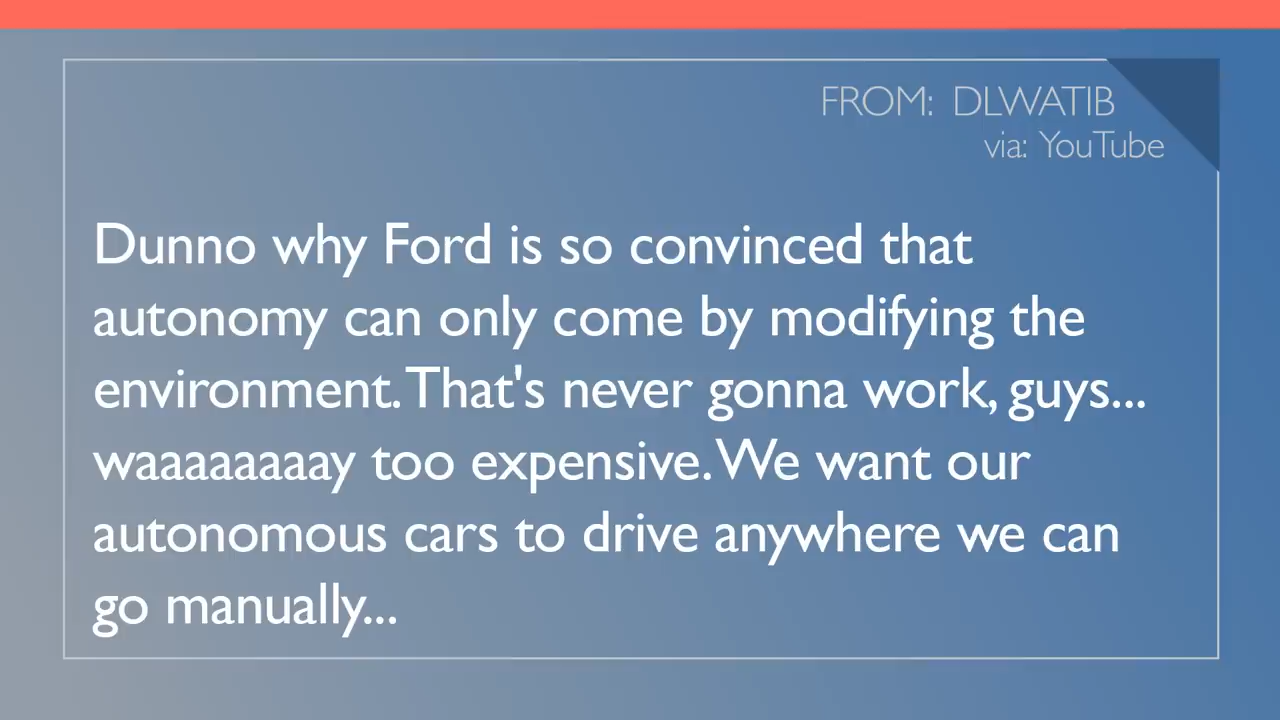 FROM: DLWATIB
via: YouTube
Dunno why Ford is so convinced that
autonomy can only come by modifying the
environment. That's never gonna work, guys...
waaaaaaaay too expensive. We want our
autonomous cars to drive anywhere we can
go manually...